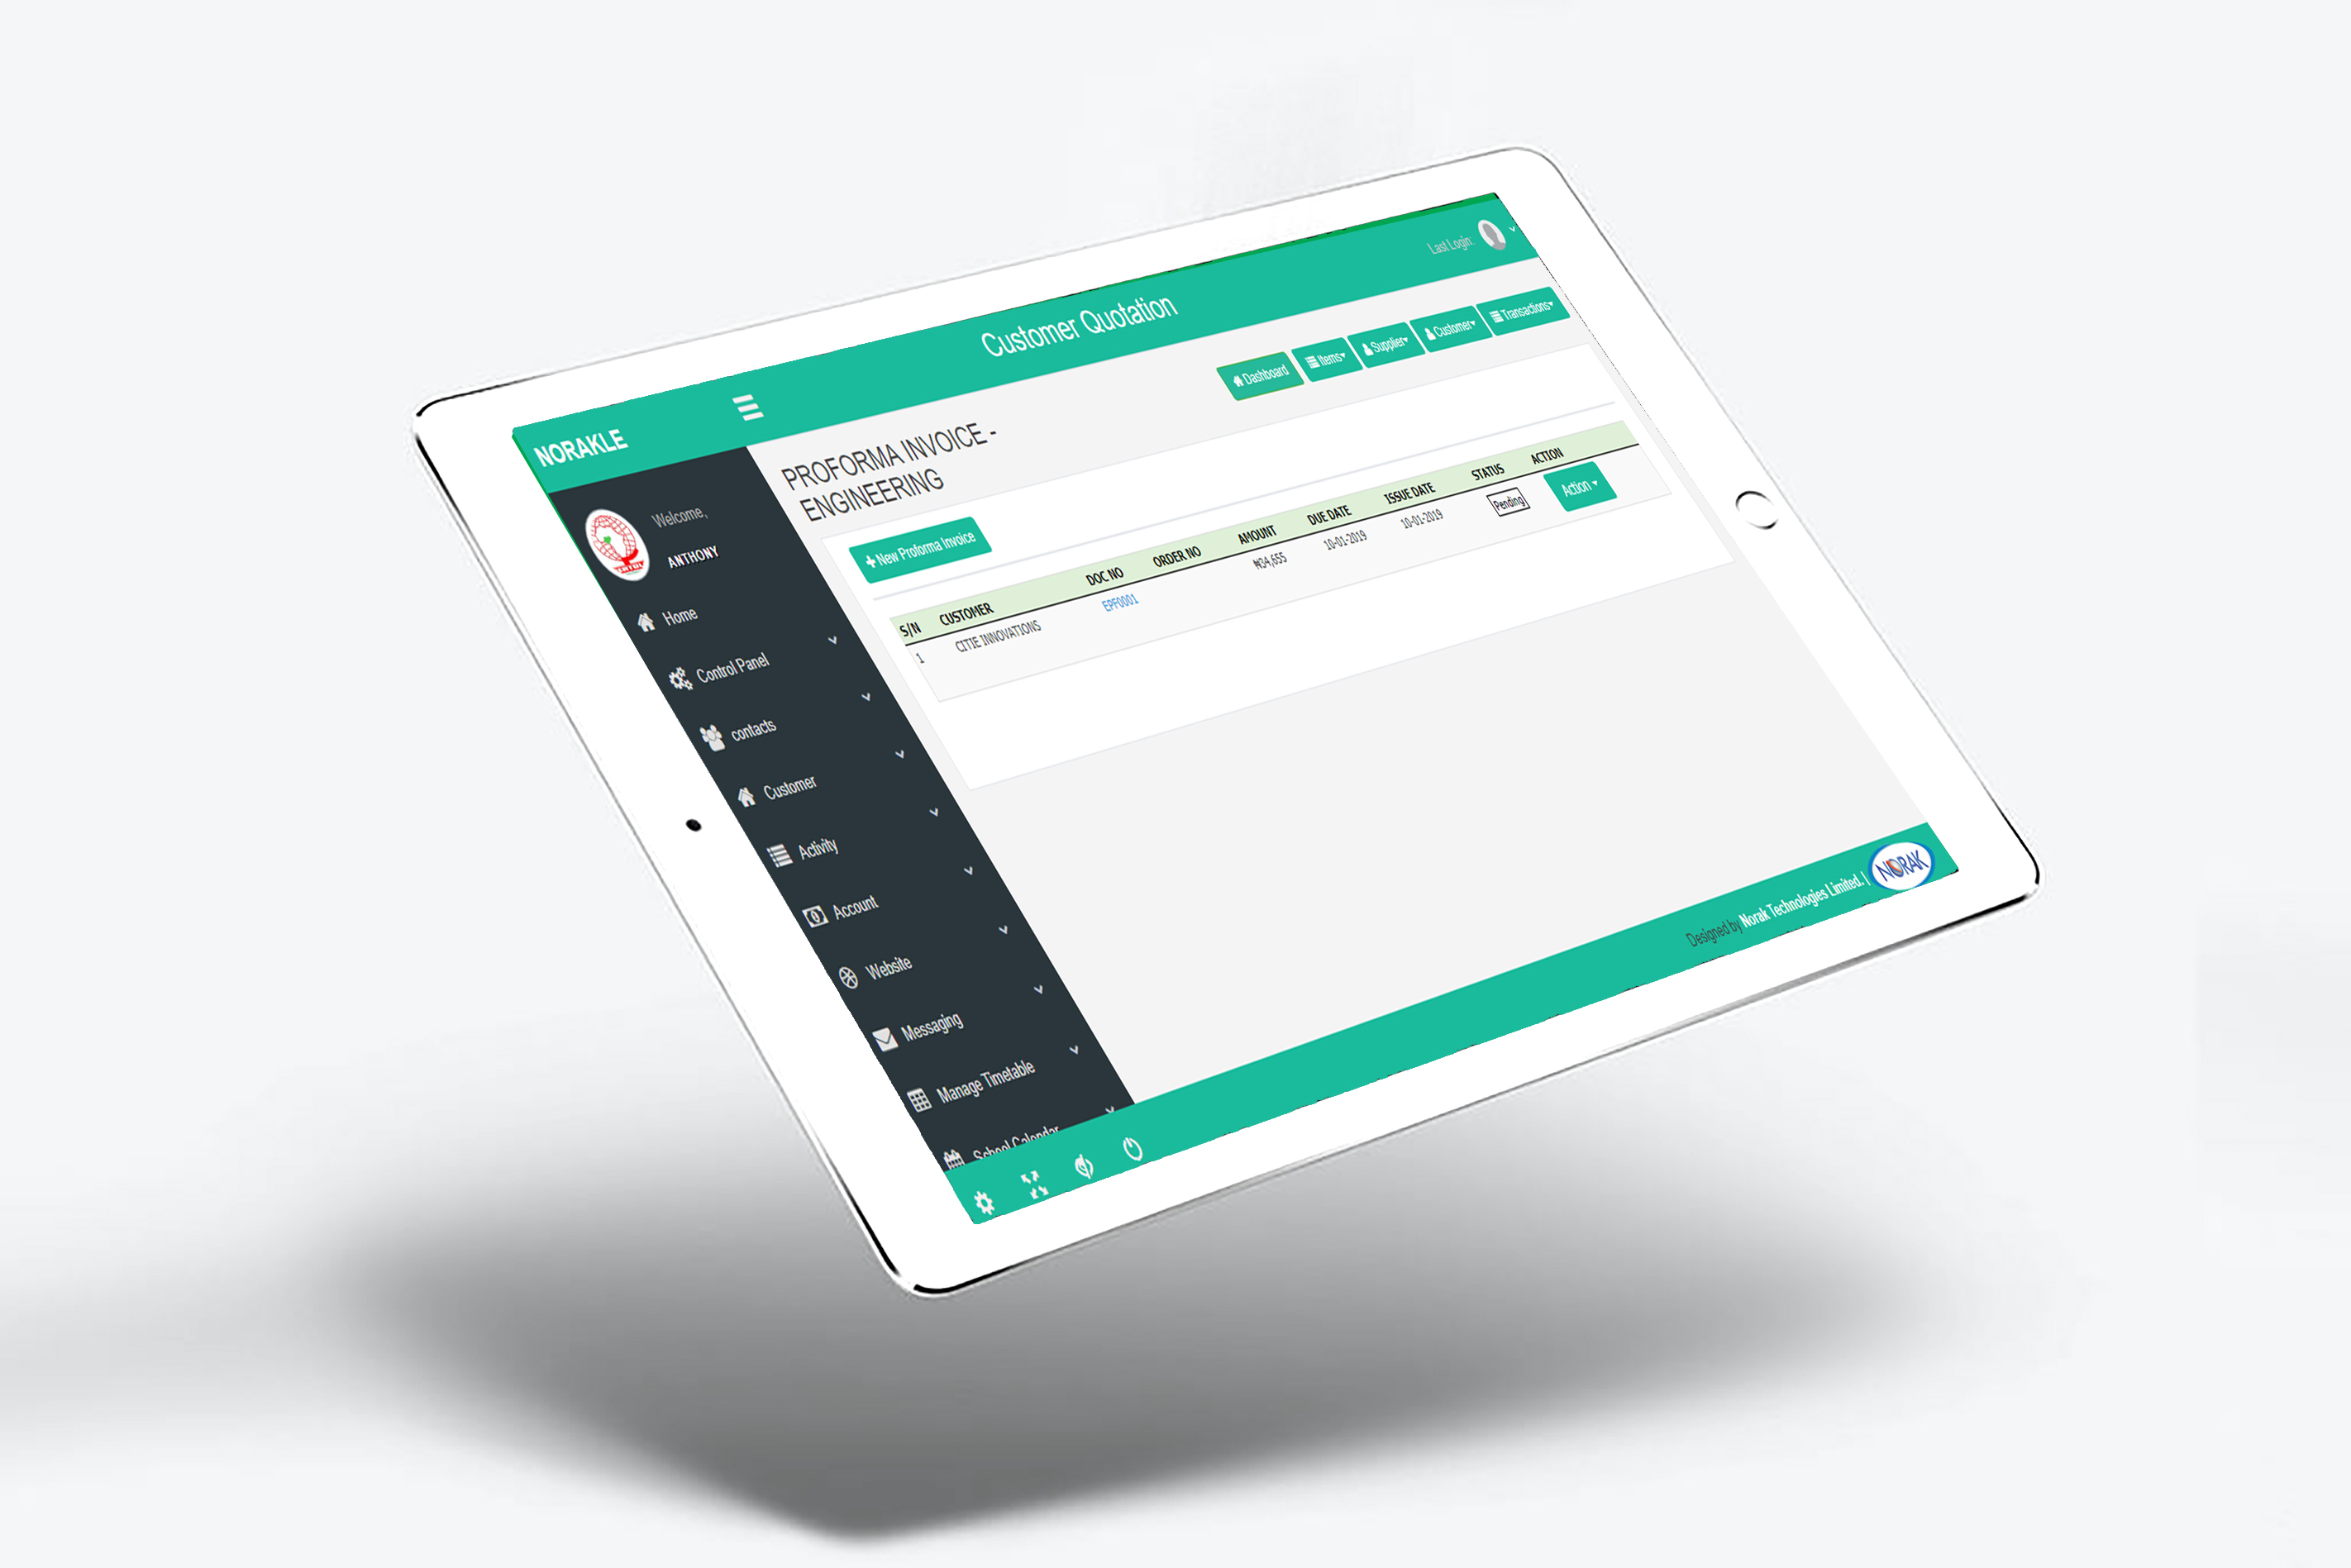 Customer Quotation
Last Login:
NORAKLE
Dashboard
Items
Supplier
Customer
Transactions
Welcome,
ANTHONY
PROFORMA INVOICE -
ENGINEERING
+ New Proforma Invoice
S/N CUSTOMER DOC NO ORDER NO AMOUNT DUE DATE ISSUE DATE STATUS ACTION
1 CITIE INNOVATIONS EPF0001 ₦34,655 10-01-2019 10-01-2019 Pending Action
Home
Control Panel
contacts
Customer
Activity
Account
Website
Messaging
Manage Timetable
School Calendar
Designed by Norak Technologies Limited. |
NORAK